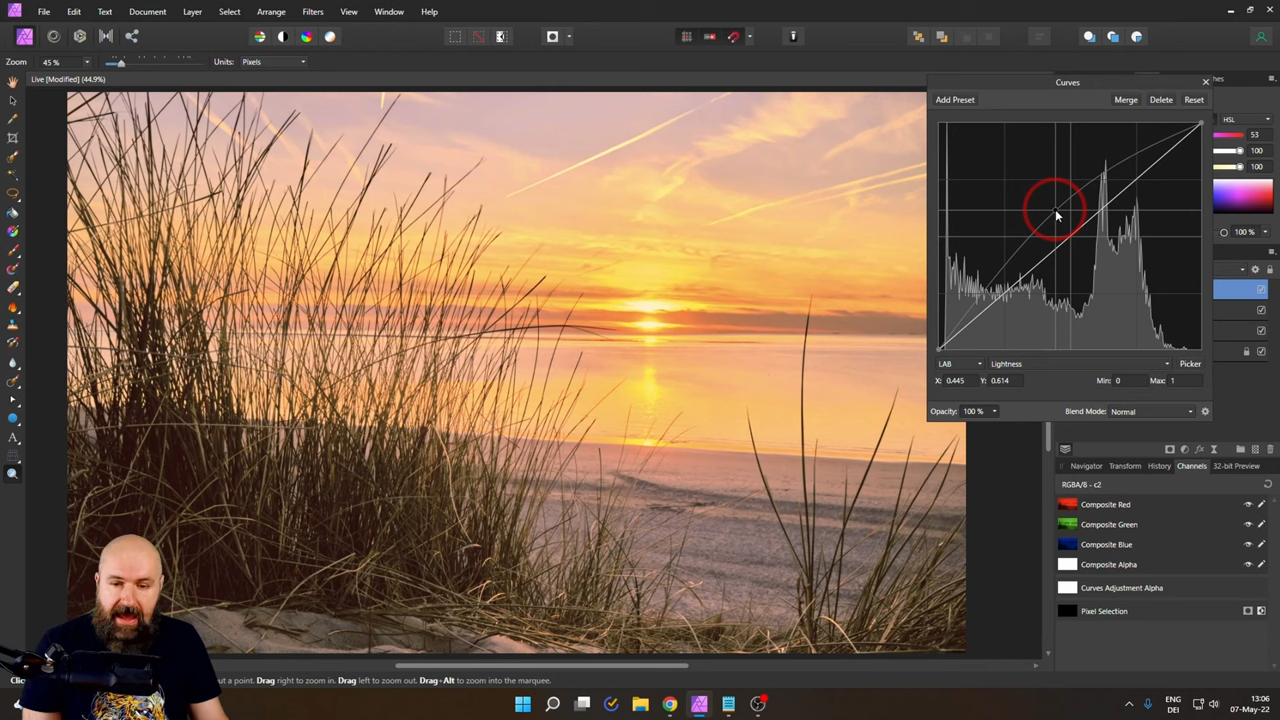 File Edit Text Document Layer Select Arrange Filters View Window Help
Zoom 45 % Units: Pixels
Live [Modified] (44.9%)
Curves
Add Preset Merge Delete Reset
HSL
53
100
100
100 %
LAB Lightness Picker
X: 0.445 Y: 0.614 Min: 0 Max: 1
Opacity: 100 % Blend Mode: Normal
Navigator Transform History Channels 32-bit Preview
RGBA/8 - c2
Composite Red
Composite Green
Composite Blue
Composite Alpha
Curves Adjustment Alpha
Pixel Selection
a point. Drag right to zoom in. Drag left to zoom out. Drag+Alt to zoom into the marquee.
ENG
DEI
13:06
07-May-22